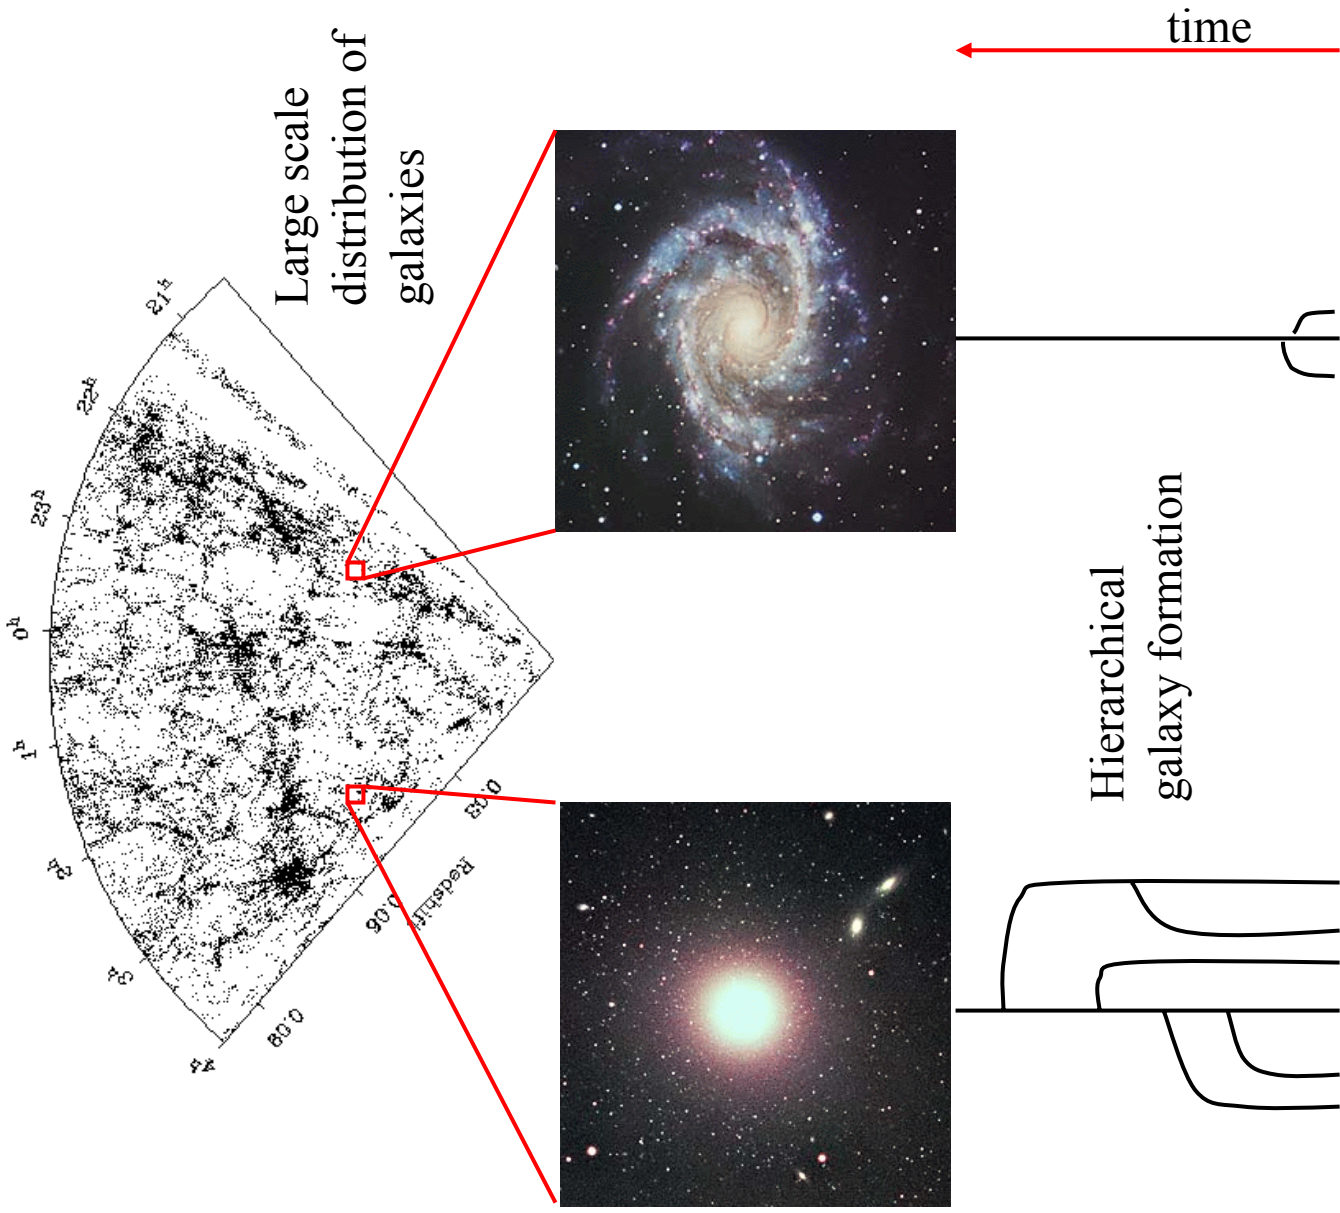 time
Large scale
distribution of
galaxies
21h
22h
23h
0h
1h
2h
3h
4h
0.03
0.06
0.08
Redshift
Hierarchical
galaxy formation